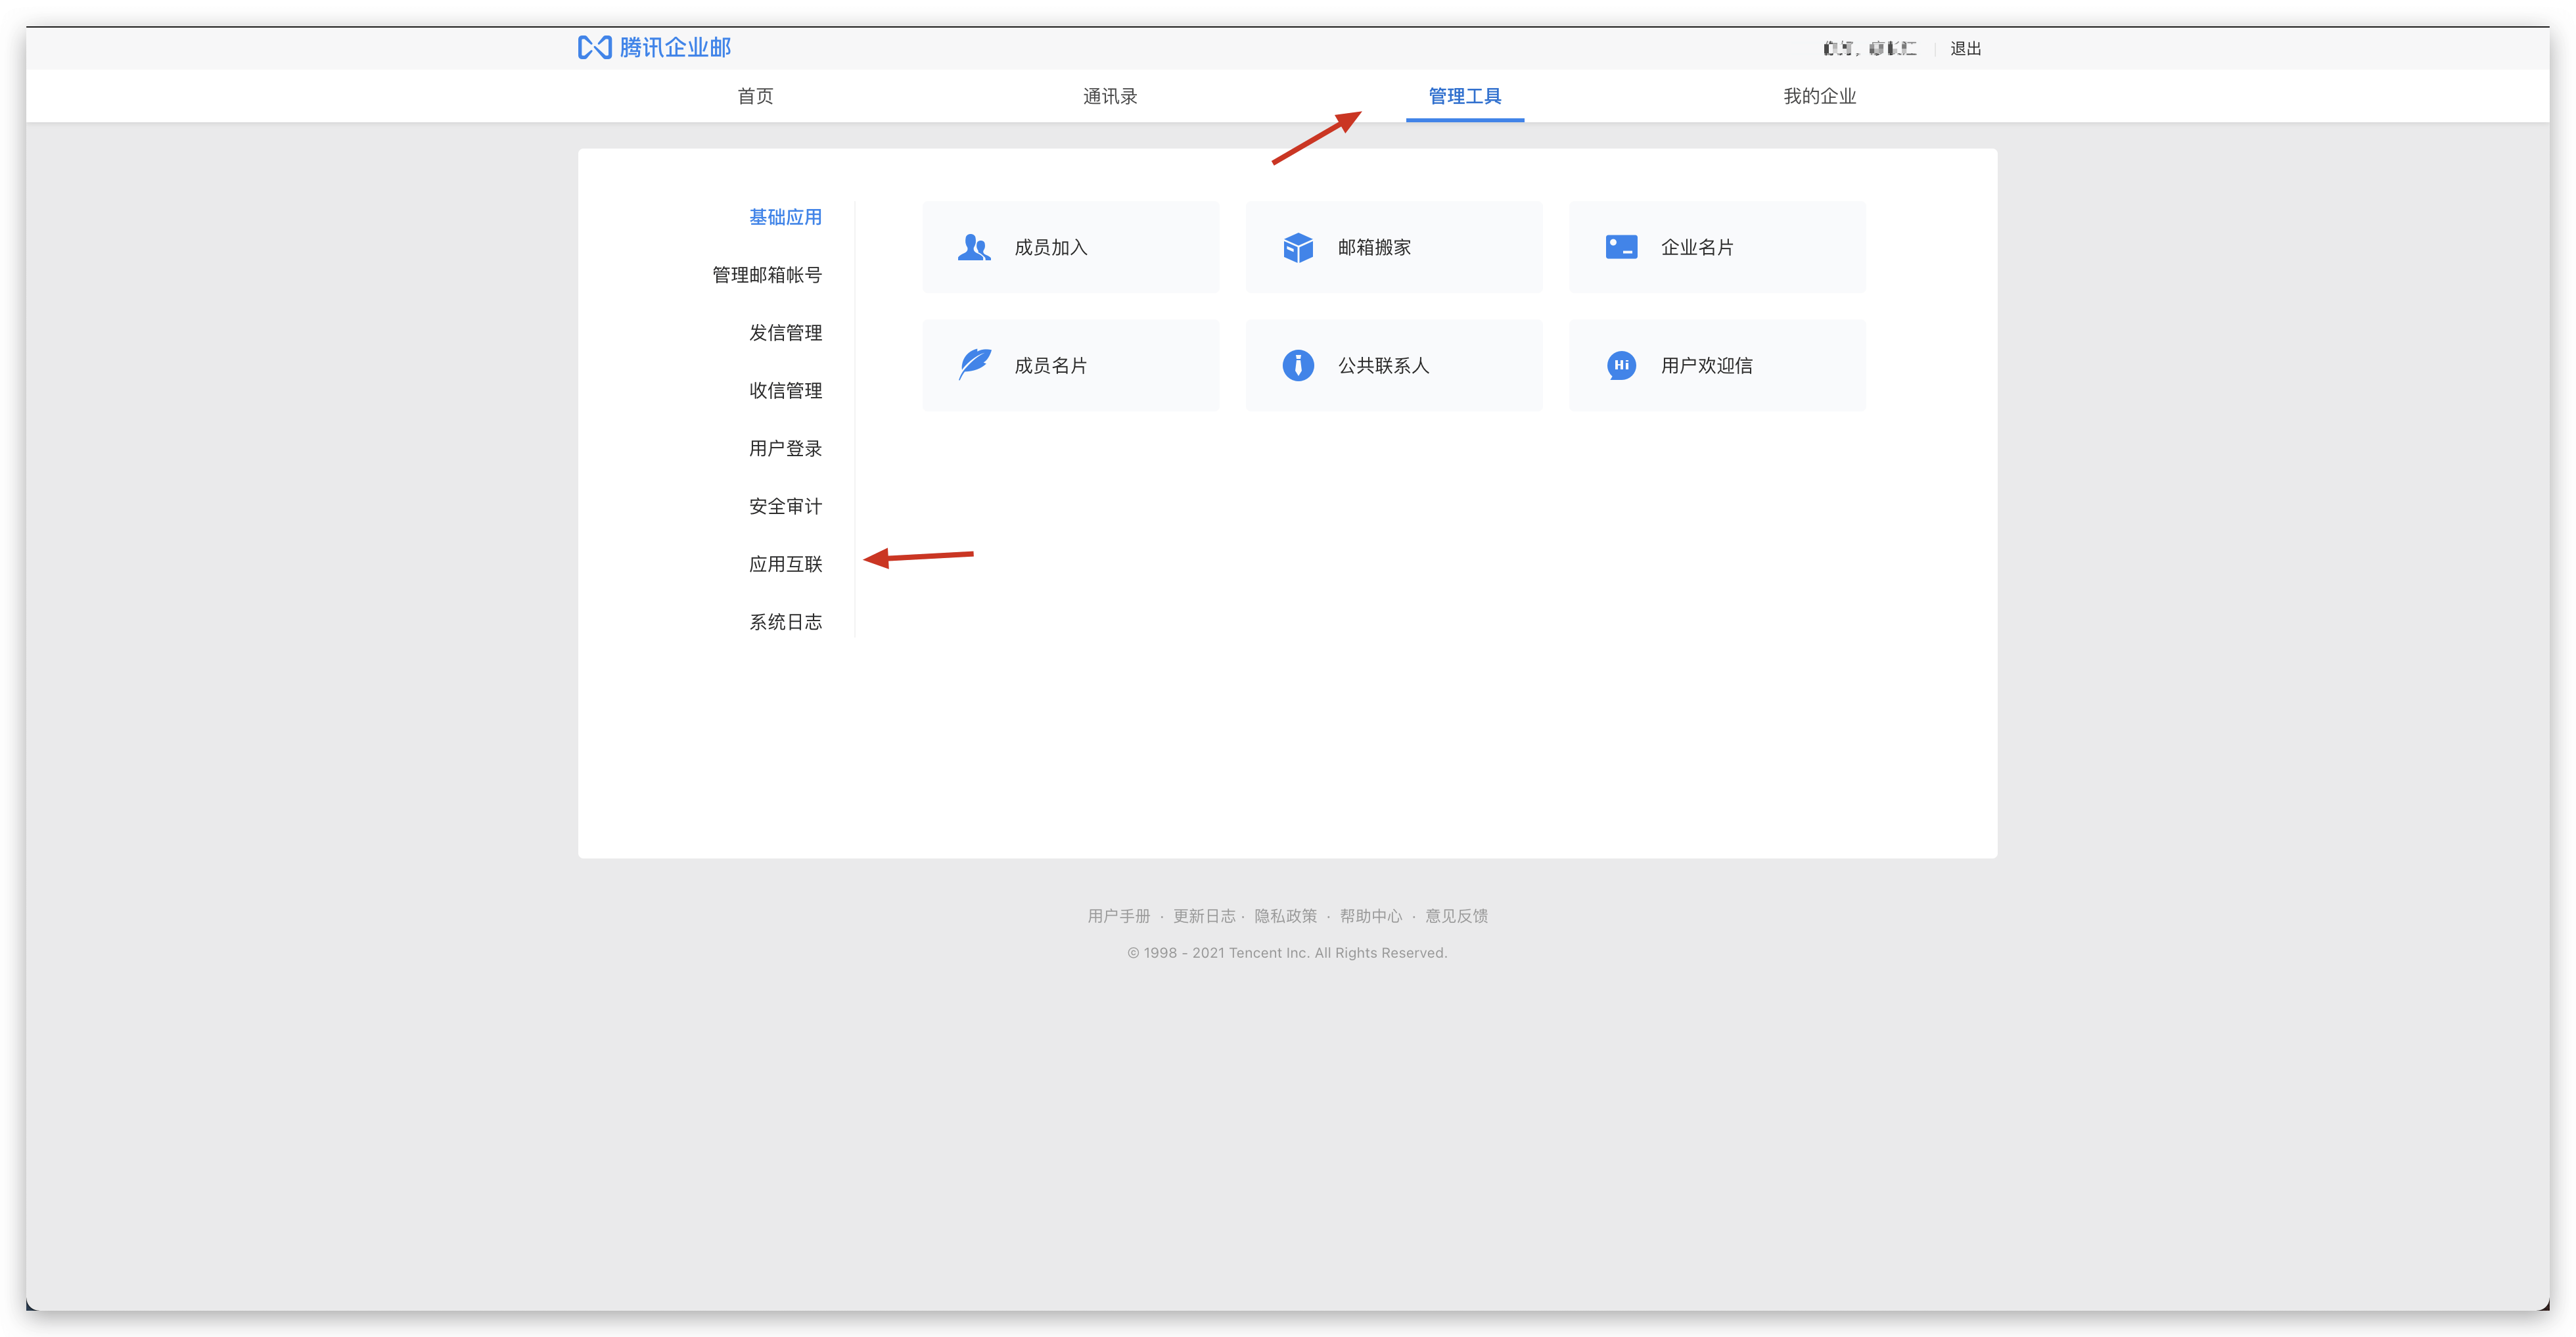 腾讯企业邮
退出
首页 通讯录 管理工具 我的企业
基础应用
管理邮箱帐号
发信管理
收信管理
用户登录
安全审计
应用互联
系统日志
成员加入 邮箱搬家 企业名片
成员名片 公共联系人 Hi 用户欢迎信
用户手册 · 更新日志 · 隐私政策 · 帮助中心 · 意见反馈
© 1998 - 2021 Tencent Inc. All Rights Reserved.